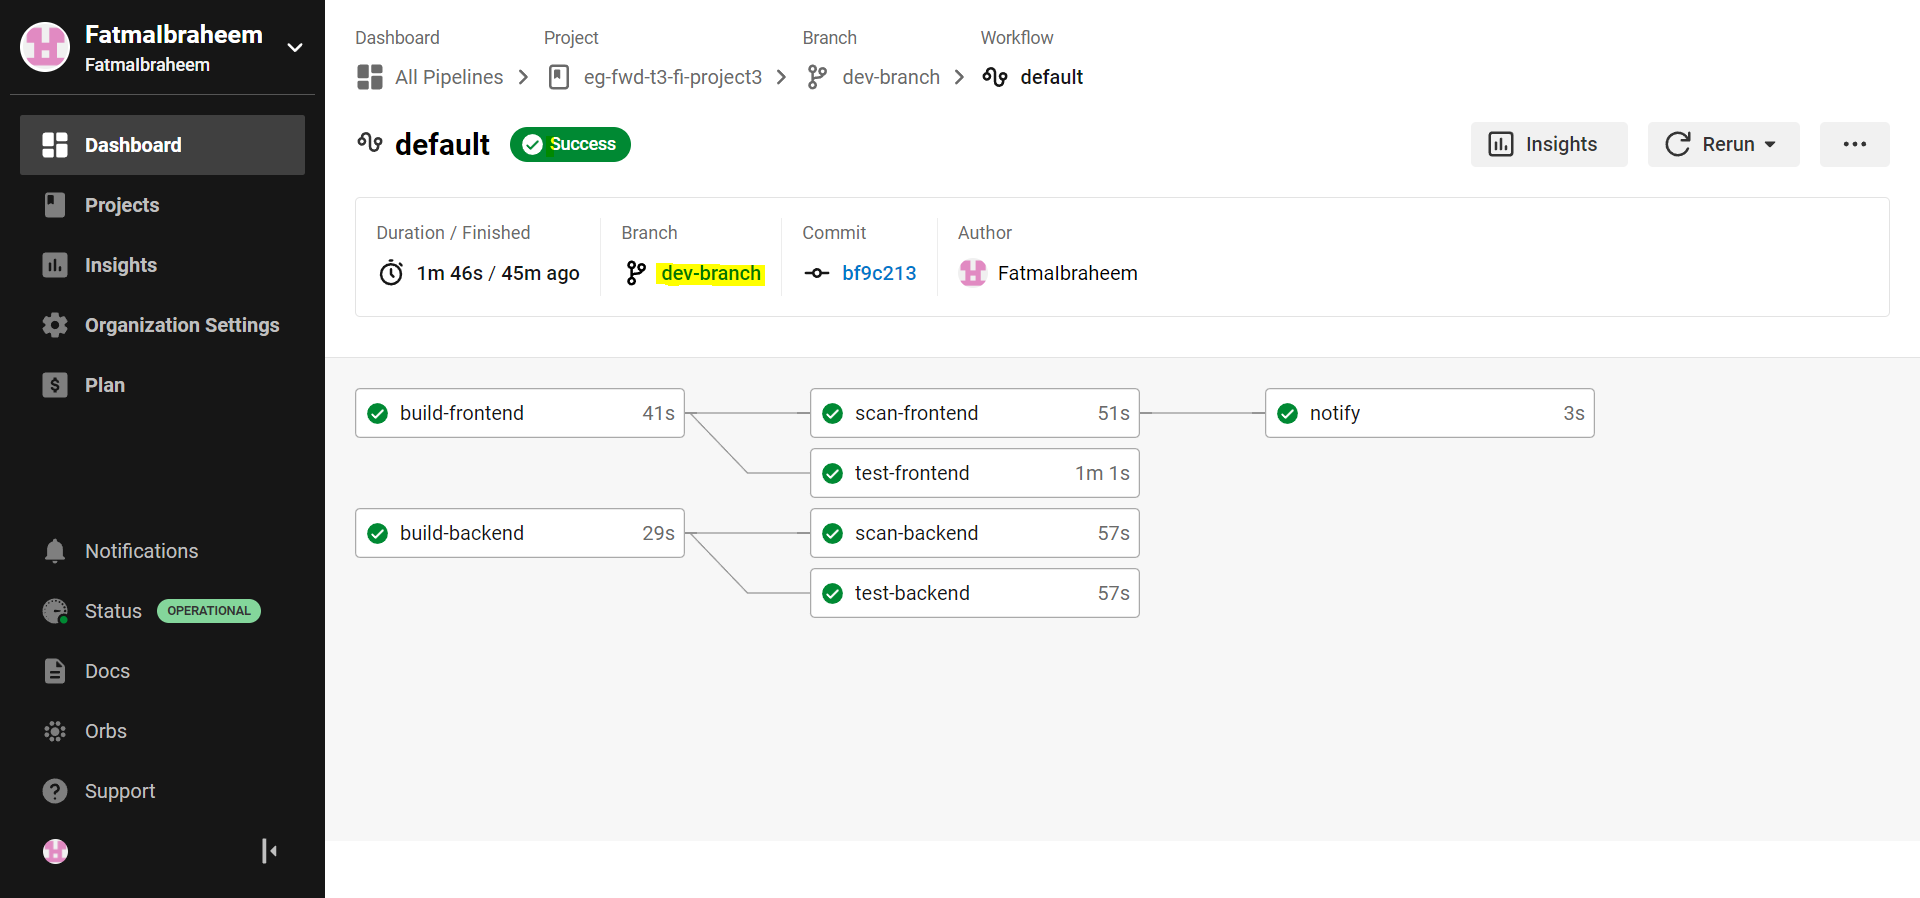 FatmaIbraheem
FatmaIbraheem
Dashboard
Projects
Insights
Organization Settings
Plan
Notifications
Status OPERATIONAL
Docs
Orbs
Support
Dashboard Project Branch Workflow
All Pipelines eg-fwd-t3-fi-project3 dev-branch default
default Success Insights Rerun
Duration / Finished Branch Commit Author
1m 46s / 45m ago dev-branch bf9c213 FatmaIbraheem
build-frontend 41s scan-frontend 51s notify 3s
test-frontend 1m 1s
build-backend 29s scan-backend 57s
test-backend 57s